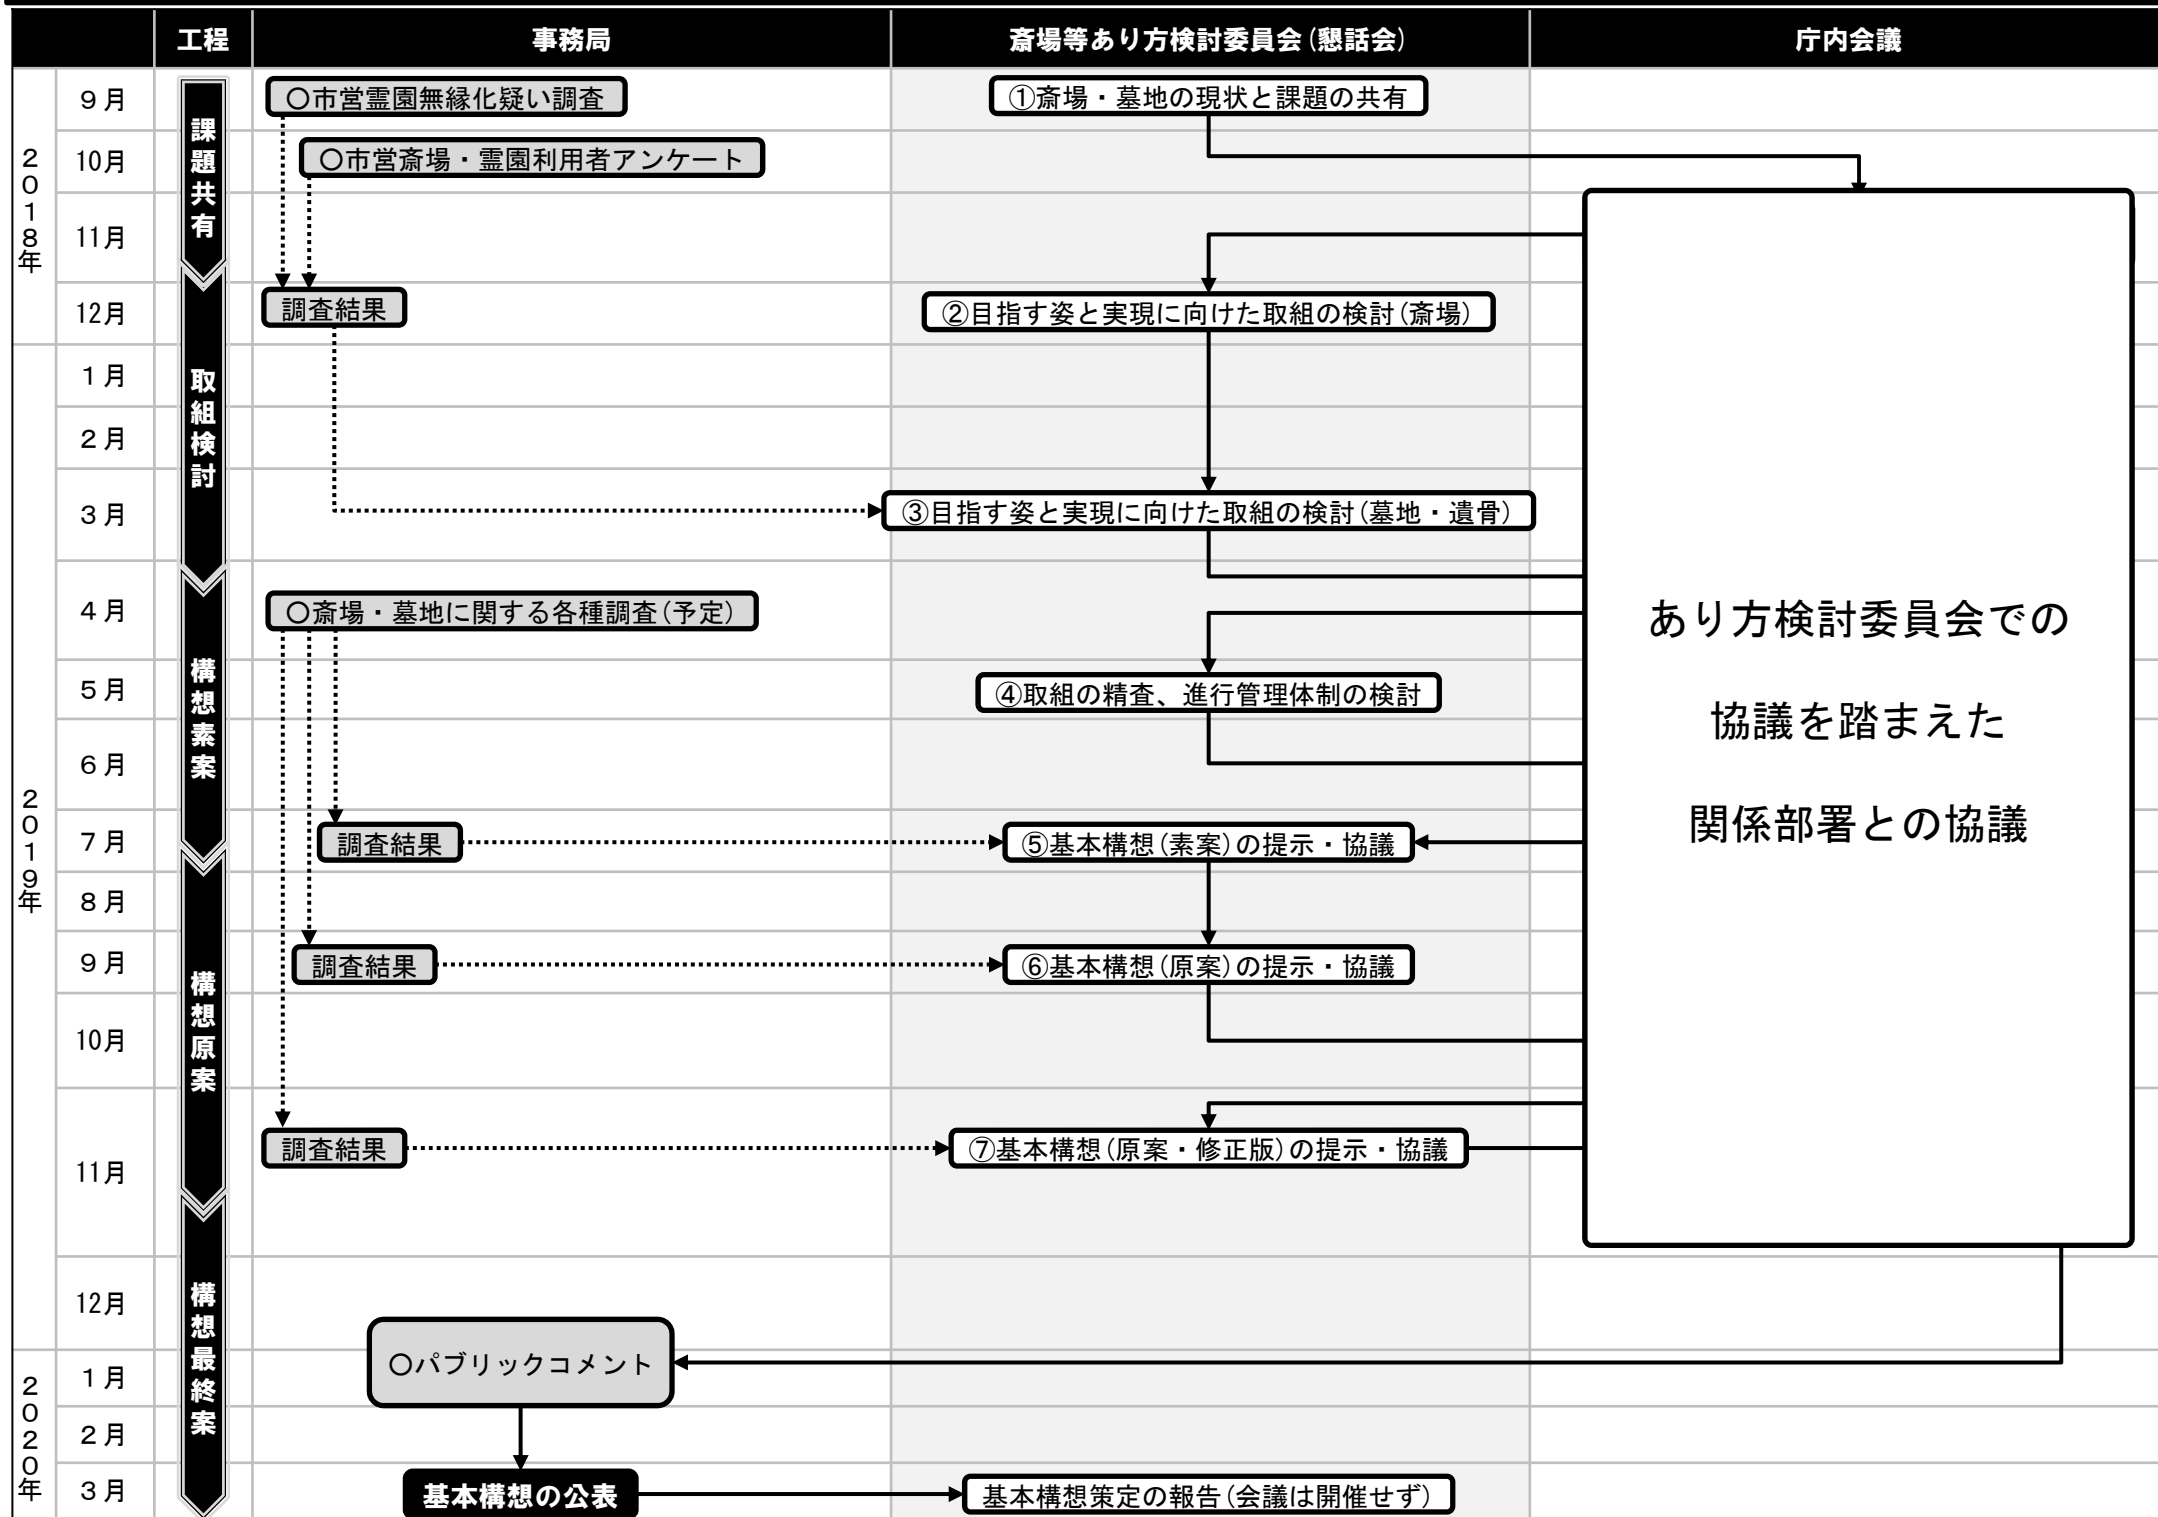 工程
事務局
斎場等あり方検討委員会(懇話会)
庁内会議
2018年
9月
10月
11月
12月
2019年
1月
2月
3月
4月
5月
6月
7月
8月
9月
10月
11月
12月
2020年
1月
2月
3月
課題共有
取組検討
構想素案
構想原案
構想最終案
〇市営霊園無縁化疑い調査
〇市営斎場・霊園利用者アンケート
調査結果
〇斎場・墓地に関する各種調査(予定)
調査結果
調査結果
調査結果
〇パブリックコメント
基本構想の公表
①斎場・墓地の現状と課題の共有
②目指す姿と実現に向けた取組の検討(斎場)
③目指す姿と実現に向けた取組の検討(墓地・遺骨)
④取組の精査、進行管理体制の検討
⑤基本構想(素案)の提示・協議
⑥基本構想(原案)の提示・協議
⑦基本構想(原案・修正版)の提示・協議
基本構想策定の報告(会議は開催せず)
あり方検討委員会での
協議を踏まえた
関係部署との協議